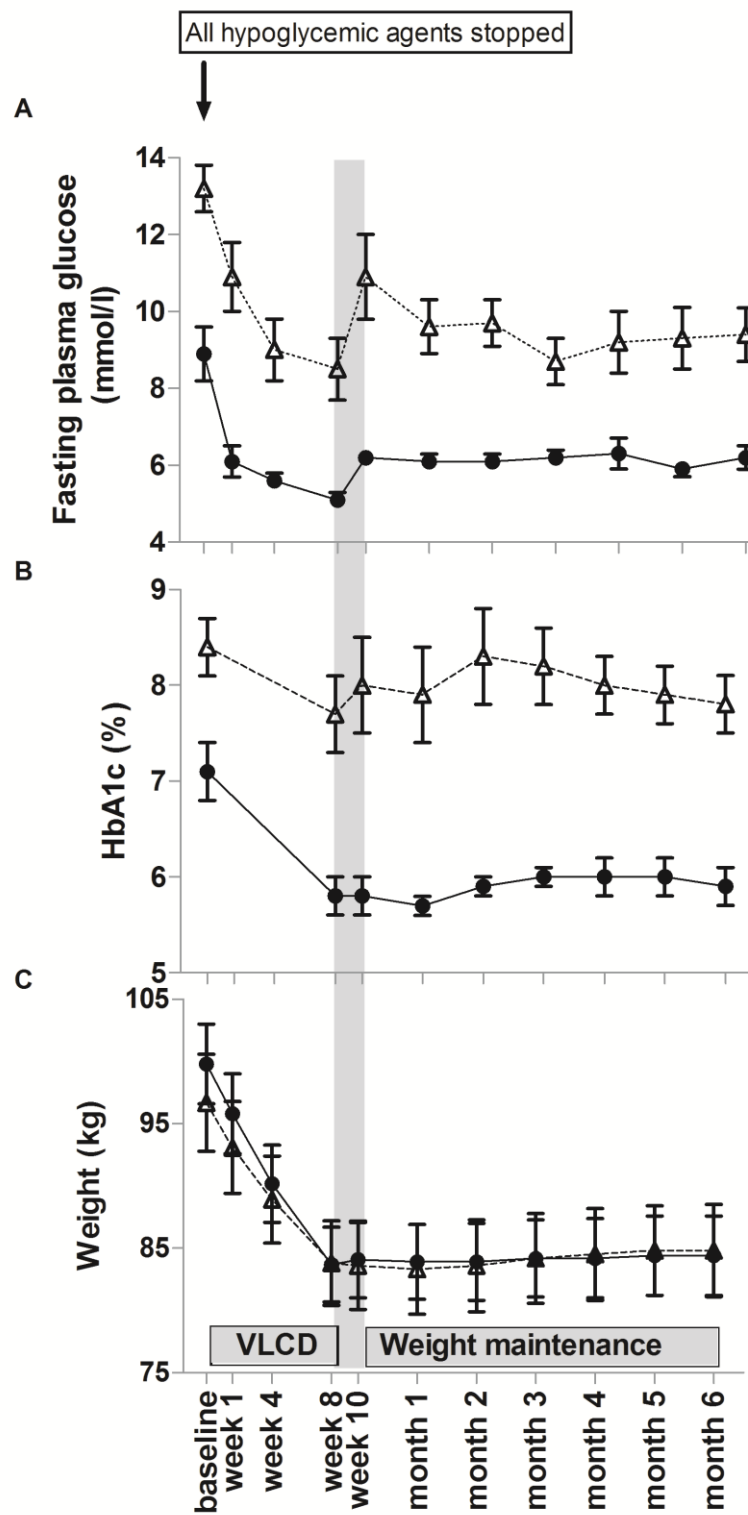 All hypoglycemic agents stopped
A
Fasting plasma glucose
(mmol/l)
14
12
10
8
6
4
B
HbA1c (%)
9
8
7
6
5
C
Weight (kg)
105
95
85
75
VLCD
Weight maintenance
baseline
week 1
week 4
week 8
week 10
month 1
month 2
month 3
month 4
month 5
month 6